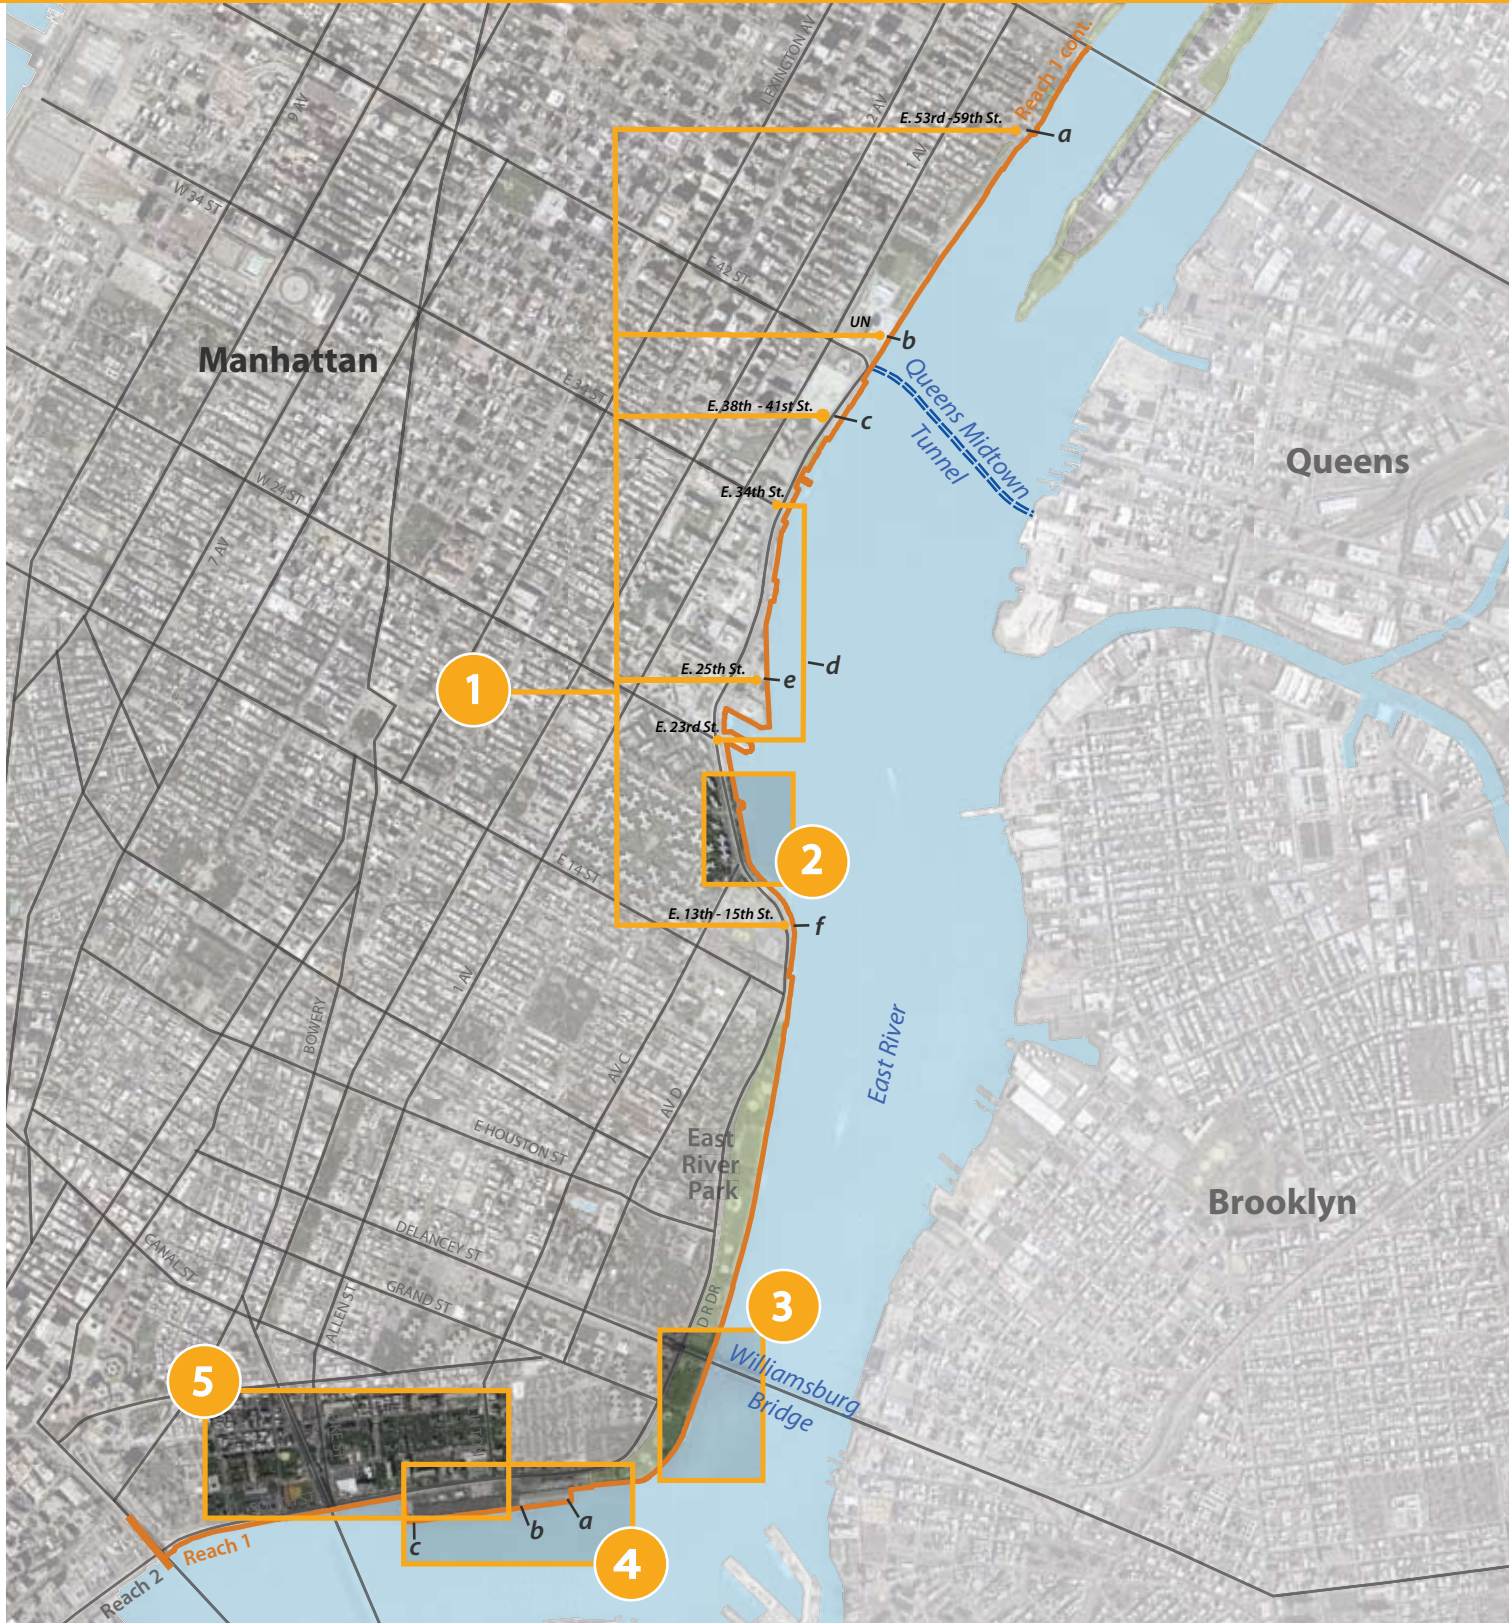 Reach 1 cont.
LEXINGTON AV
9 AV
2 AV
E. 53rd -59th St.
a
1 AV
W 34 ST
E 42 ST
UN
b
Manhattan
Queens Midtown
Tunnel
E 34 ST
E. 38th - 41st St.
c
Queens
W 24 ST
E. 34th St.
7 AV
d
E. 25th St.
e
1
E. 23rd St.
2
E 14 ST
E. 13th - 15th St.
f
1 AV
BOWERY
AV C
AV D
East River
E HOUSTON ST
East
River
Park
Brooklyn
DELANCEY ST
CANAL ST
GRAND ST
ALLEN ST
D R DR
3
Williamsburg
Bridge
5
a
b
c
4
Reach 1
Reach 2